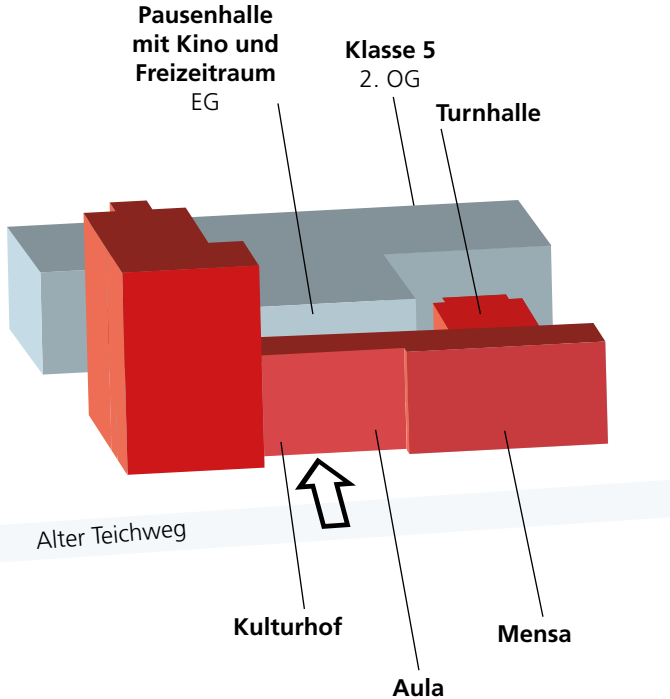 Pausenhalle
mit Kino und
Freizeitraum
EG
Klasse 5
2. OG
Turnhalle
Alter Teichweg
Kulturhof
Mensa
Aula